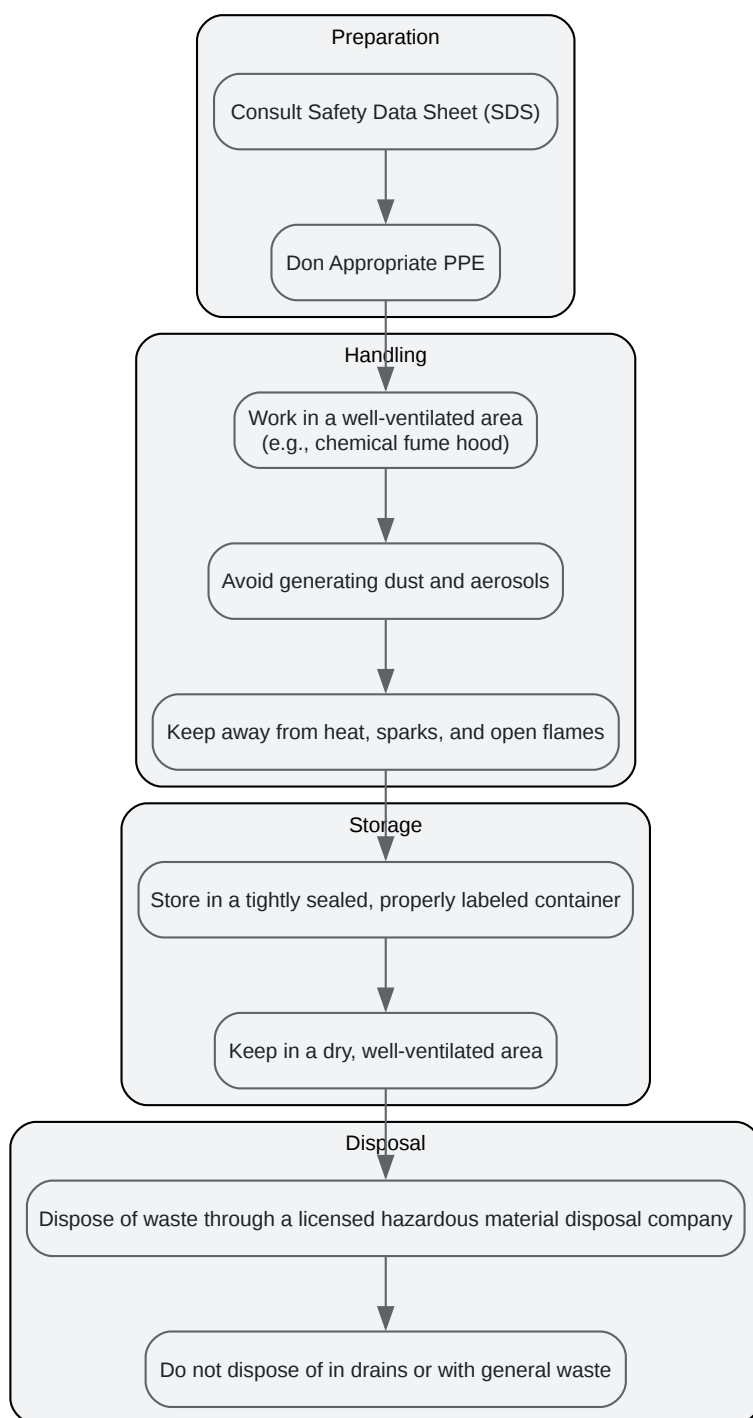 Preparation
Consult Safety Data Sheet (SDS)
Don Appropriate PPE
Handling
Work in a well-ventilated area
(e.g., chemical fume hood)
Avoid generating dust and aerosols
Keep away from heat, sparks, and open flames
Storage
Store in a tightly sealed, properly labeled container
Keep in a dry, well-ventilated area
Disposal
Dispose of waste through a licensed hazardous material disposal company
Do not dispose of in drains or with general waste